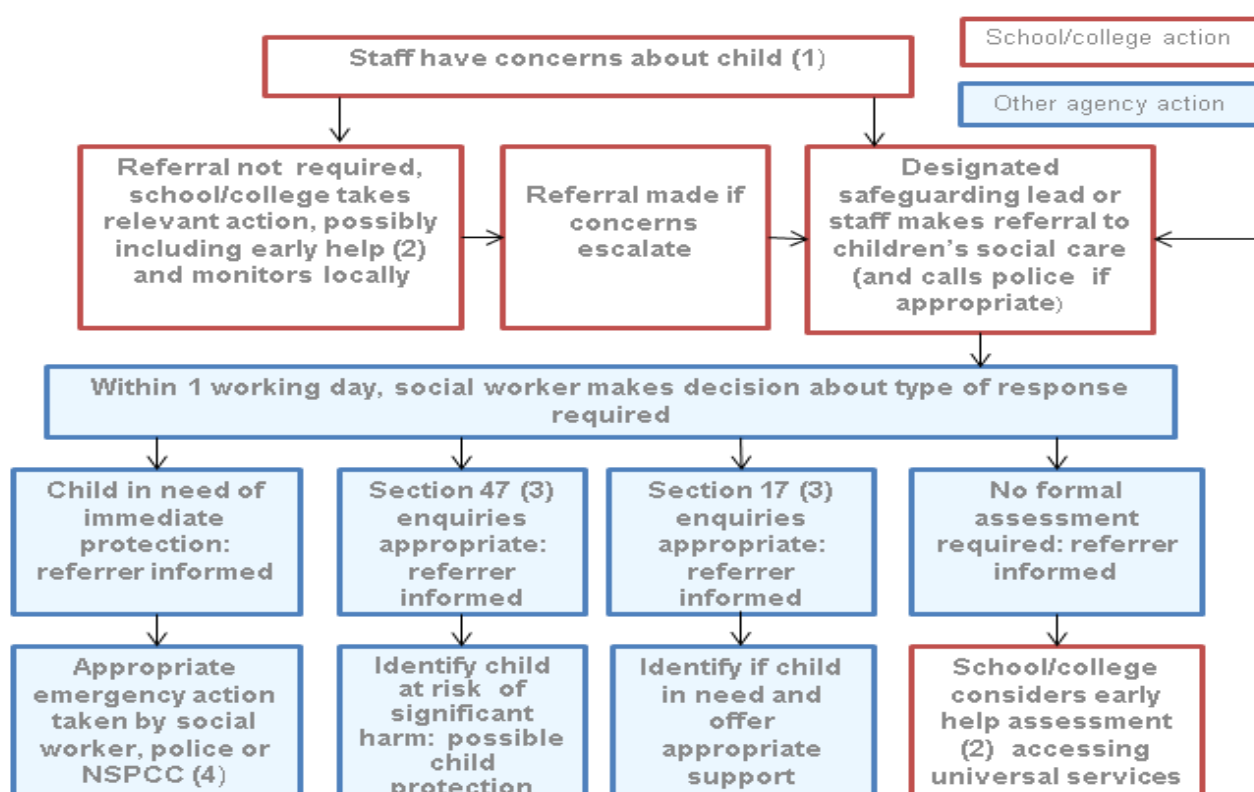 Staff have concerns about child (1)
School/college action
Other agency action
Referral not required,
school/college takes
relevant action, possibly
including early help (2)
and monitors locally
Referral made if
concerns
escalate
Designated
safeguarding lead or
staff makes referral to
children's social care
(and calls police if
appropriate)
Within 1 working day, social worker makes decision about type of response
required
Child in need of
immediate
protection:
referrer informed
Section 47 (3)
enquiries
appropriate:
referrer
informed
Section 17 (3)
enquiries
appropriate:
referrer
informed
No formal
assessment
required: referrer
informed
Appropriate
emergency action
taken by social
worker, police or
NSPCC (4)
Identify child
at risk of
significant
harm: possible
child
protection
Identify if child
in need and
offer
appropriate
support
School/college
considers early
help assessment
(2) accessing
universal services